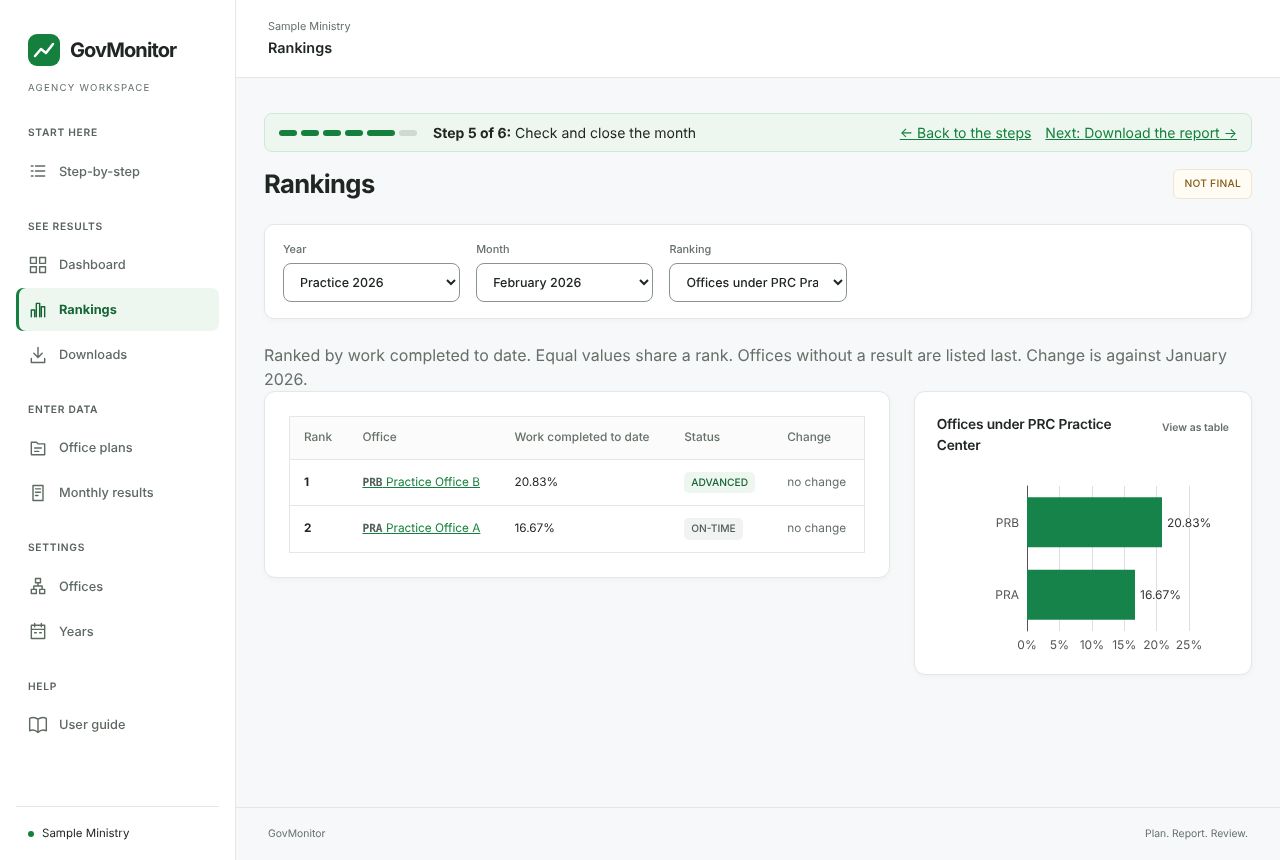 GovMonitor
AGENCY WORKSPACE
START HERE
Step-by-step
SEE RESULTS
Dashboard
Rankings
Downloads
ENTER DATA
Office plans
Monthly results
SETTINGS
Offices
Years
HELP
User guide
Sample Ministry
Sample Ministry
Rankings
Step 5 of 6: Check and close the month
← Back to the steps Next: Download the report →
Rankings
NOT FINAL
Year Month Ranking
Practice 2026 February 2026 Offices under PRC Pra
Ranked by work completed to date. Equal values share a rank. Offices without a result are listed last. Change is against January
2026.
Rank Office Work completed to date Status Change
1 PRB Practice Office B 20.83% ADVANCED no change
2 PRA Practice Office A 16.67% ON-TIME no change
Offices under PRC Practice
Center
View as table
PRB 20.83%
PRA 16.67%
0% 5% 10% 15% 20% 25%
GovMonitor Plan. Report. Review.